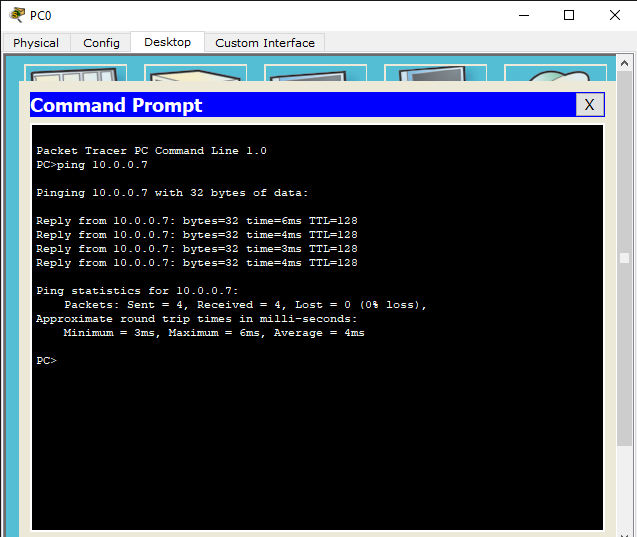 PC0
Physical Config Desktop Custom Interface
Command Prompt X
Packet Tracer PC Command Line 1.0
PC>ping 10.0.0.7
Pinging 10.0.0.7 with 32 bytes of data:
Reply from 10.0.0.7: bytes=32 time=6ms TTL=128
Reply from 10.0.0.7: bytes=32 time=4ms TTL=128
Reply from 10.0.0.7: bytes=32 time=3ms TTL=128
Reply from 10.0.0.7: bytes=32 time=4ms TTL=128
Ping statistics for 10.0.0.7:
    Packets: Sent = 4, Received = 4, Lost = 0 (0% loss),
Approximate round trip times in milli-seconds:
    Minimum = 3ms, Maximum = 6ms, Average = 4ms
PC>